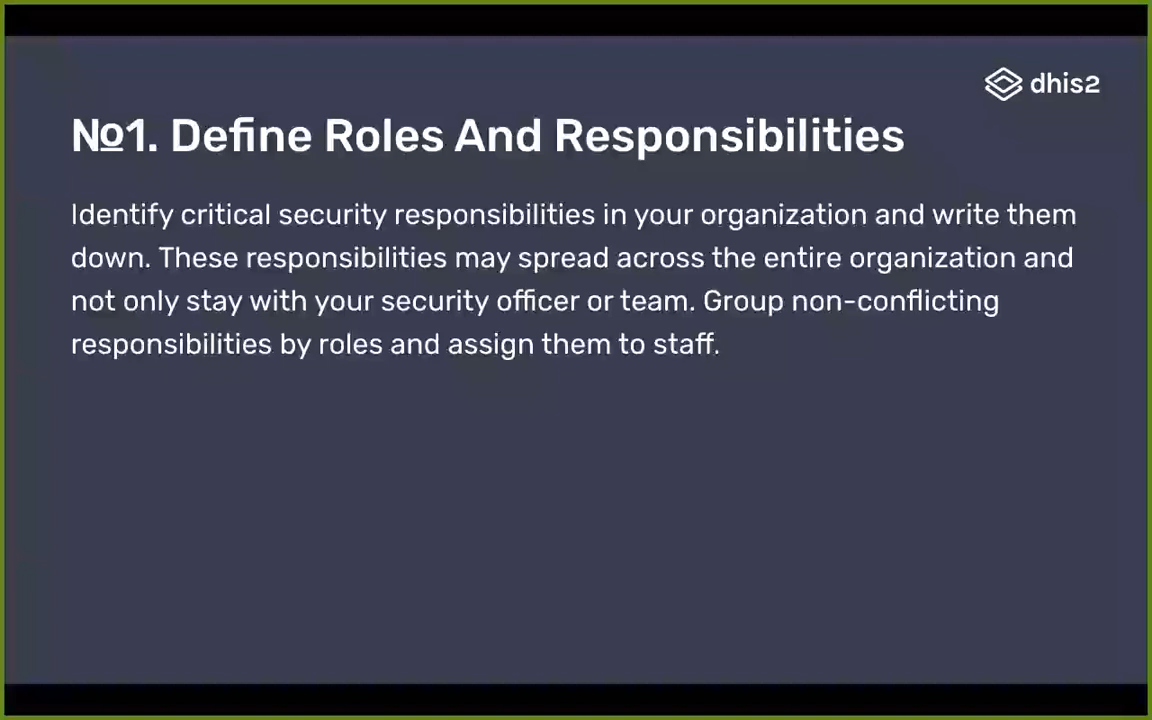 dhis2
№1. Define Roles And Responsibilities
Identify critical security responsibilities in your organization and write them
down. These responsibilities may spread across the entire organization and
not only stay with your security officer or team. Group non-conflicting
responsibilities by roles and assign them to staff.